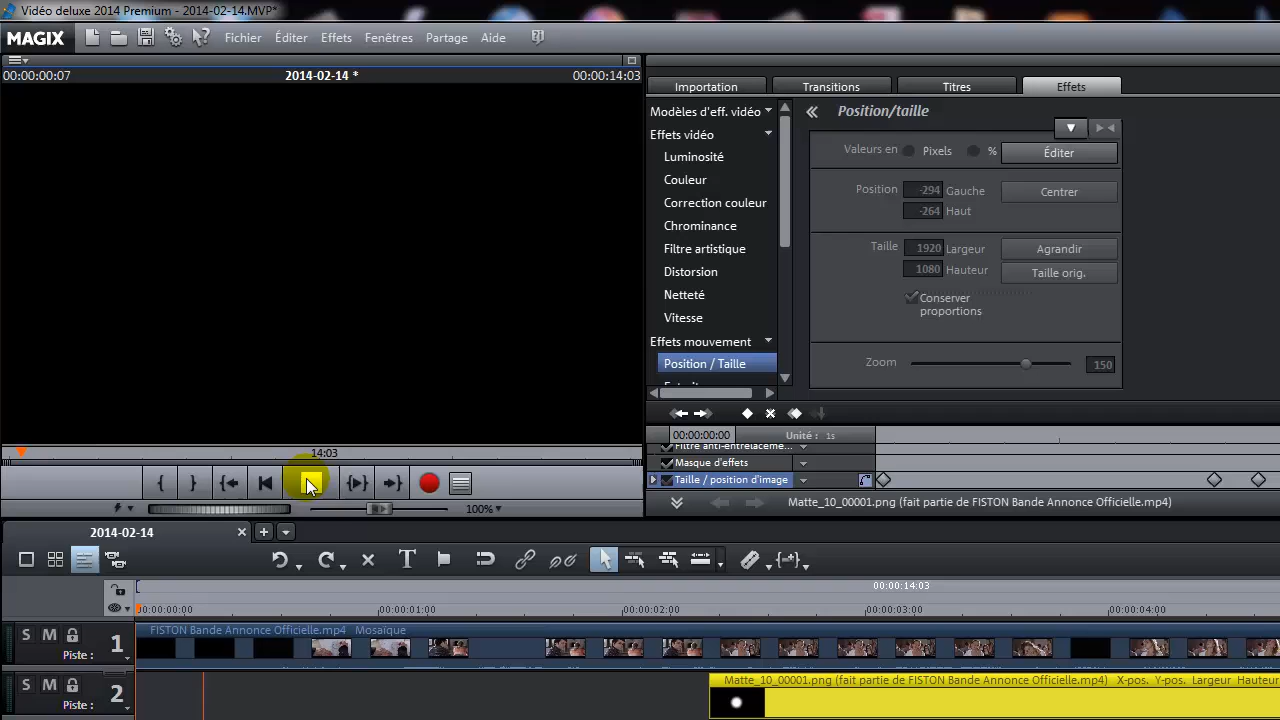 Vidéo deluxe 2014 Premium - 2014-02-14.MVP*
MAGIX Fichier Éditer Effets Fenêtres Partage Aide
00:00:00:07 2014-02-14 * 00:00:14:03
Importation Transitions Titres Effets
Modèles d'eff. vidéo
Effets vidéo
Luminosité
Couleur
Correction couleur
Chrominance
Filtre artistique
Distorsion
Netteté
Vitesse
Effets mouvement
Position / Taille
Position/taille
Valeurs en Pixels % Éditer
Position -294 Gauche Centrer
-264 Haut
Taille 1920 Largeur Agrandir
1080 Hauteur Taille orig.
Conserver
proportions
Zoom 150
14:03
100%
00:00:00:00 Unité : 1s
Filtre anti-entrelaceme...
Masque d'effets
Taille / position d'image
Matte_10_00001.png (fait partie de FISTON Bande Annonce Officielle.mp4)
2014-02-14
00:00:14:03
00:00:00:00 00:00:01:00 00:00:02:00 00:00:03:00 00:00:04:00
S M 1
Piste :
FISTON Bande Annonce Officielle.mp4 Mosaïque
S M 2
Piste :
Matte_10_00001.png (fait partie de FISTON Bande Annonce Officielle.mp4) X-pos. Y-pos. Largeur Hauteur